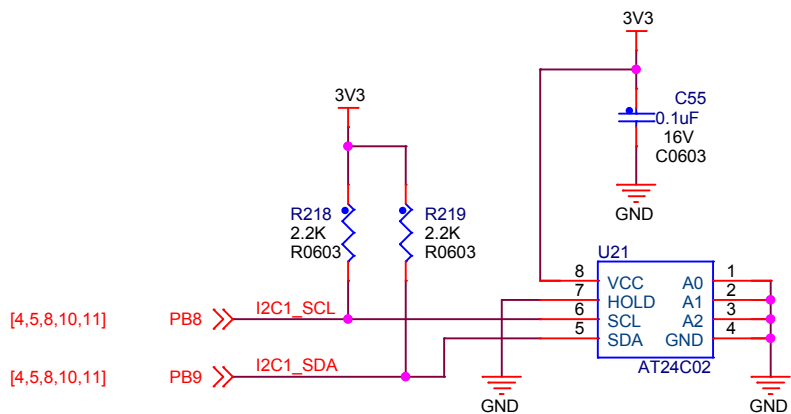 3V3
C55
0.1uF
16V
C0603
GND
3V3
R218
2.2K
R0603
R219
2.2K
R0603
U21
8 VCC A0 1
7 HOLD A1 2
6 SCL A2 3
5 SDA GND 4
AT24C02
[4,5,8,10,11] PB8 I2C1_SCL
[4,5,8,10,11] PB9 I2C1_SDA
GND
GND